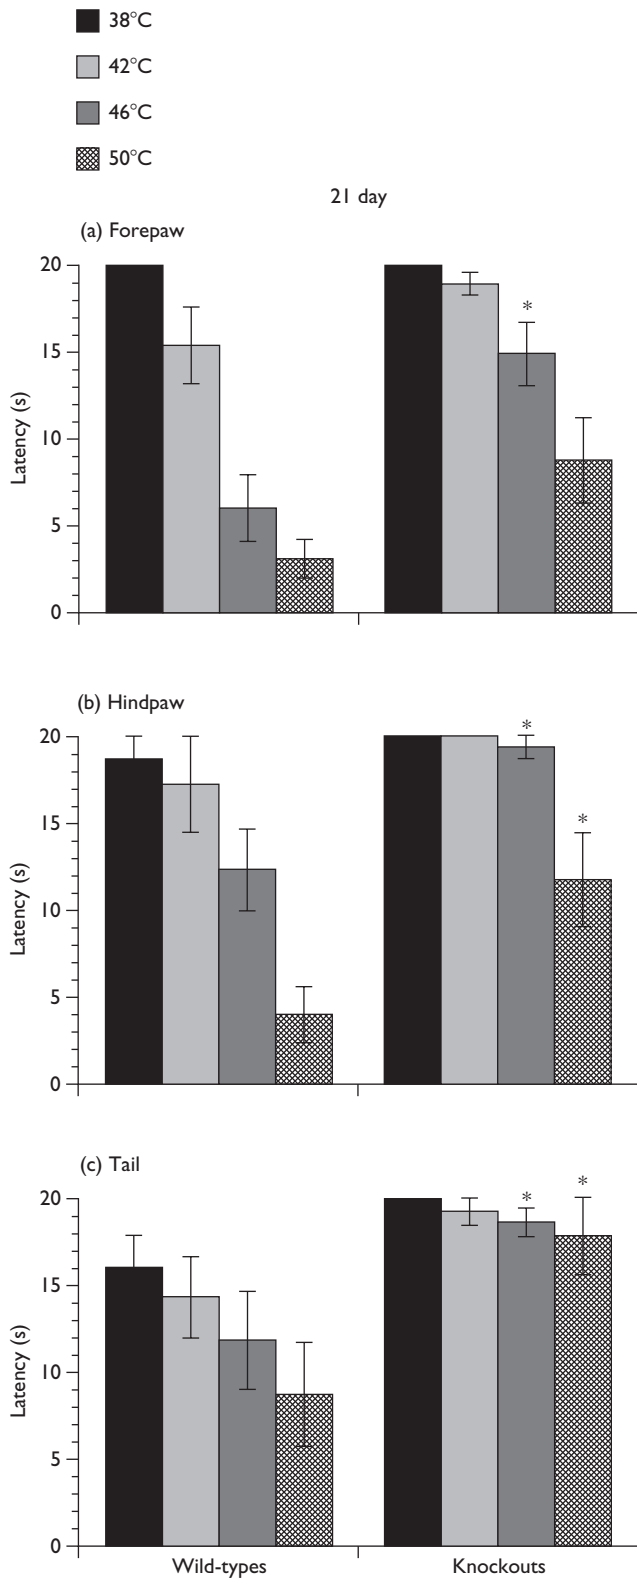 38°C
42°C
46°C
50°C
21 day
(a) Forepaw
20
15
10
5
0
Latency (s)
*
(b) Hindpaw
20
15
10
5
0
Latency (s)
*
*
(c) Tail
20
15
10
5
0
Latency (s)
*
*
Wild-types Knockouts